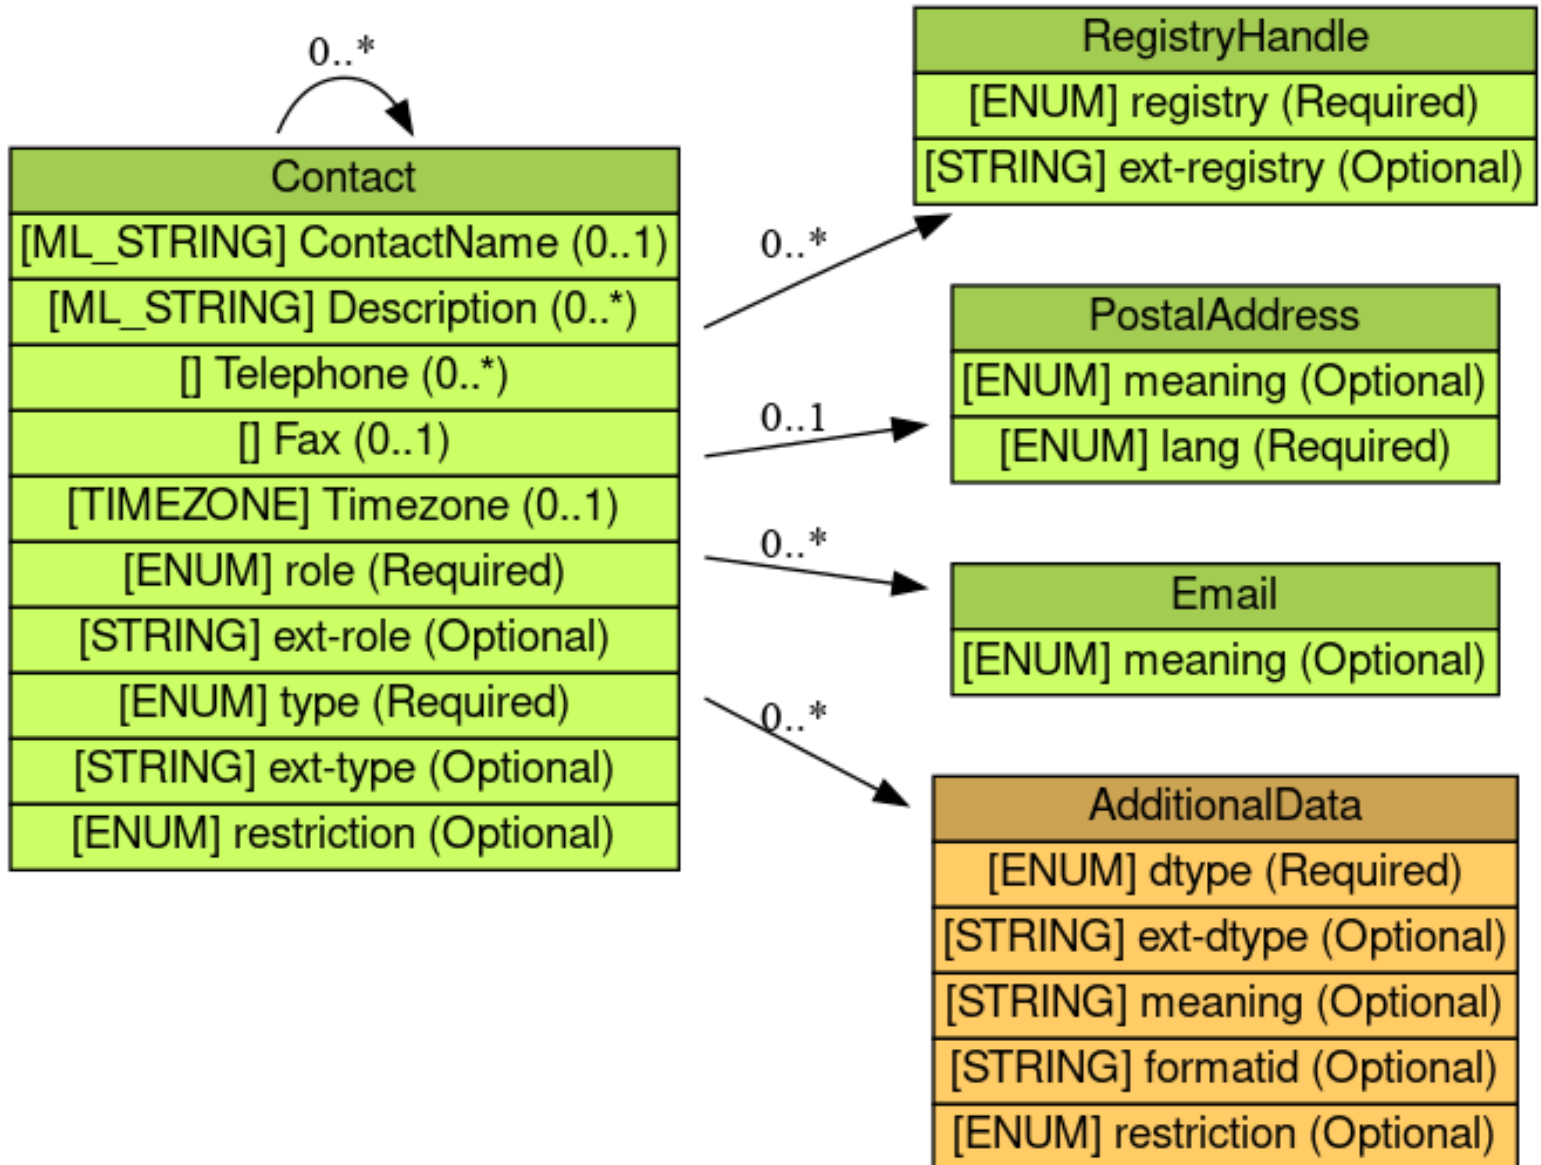 0..*
Contact
[ML_STRING] ContactName (0..1)
[ML_STRING] Description (0..*)
[] Telephone (0..*)
[] Fax (0..1)
[TIMEZONE] Timezone (0..1)
[ENUM] role (Required)
[STRING] ext-role (Optional)
[ENUM] type (Required)
[STRING] ext-type (Optional)
[ENUM] restriction (Optional)
0..*
RegistryHandle
[ENUM] registry (Required)
[STRING] ext-registry (Optional)
0..1
PostalAddress
[ENUM] meaning (Optional)
[ENUM] lang (Required)
0..*
Email
[ENUM] meaning (Optional)
0..*
AdditionalData
[ENUM] dtype (Required)
[STRING] ext-dtype (Optional)
[STRING] meaning (Optional)
[STRING] formatid (Optional)
[ENUM] restriction (Optional)